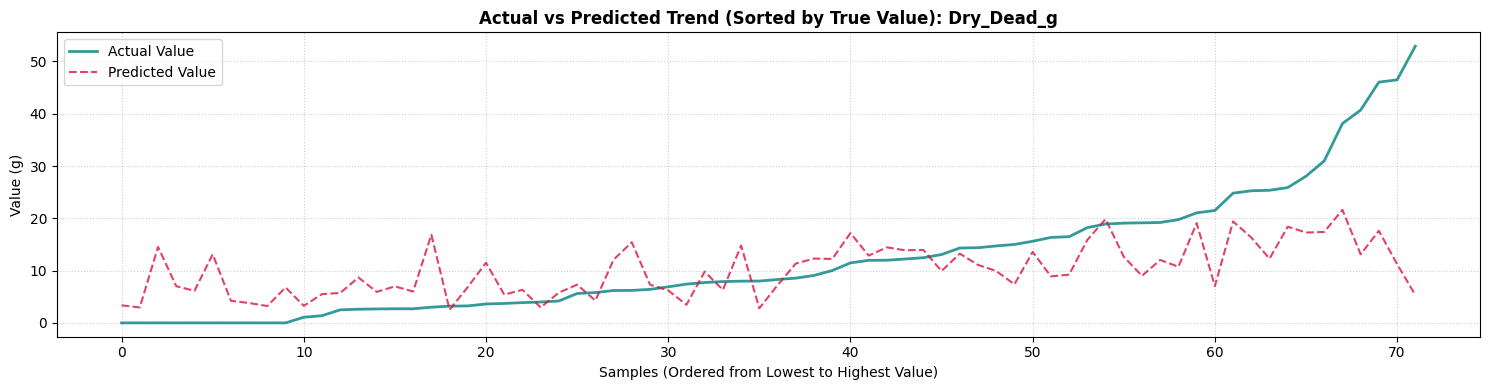 Actual vs Predicted Trend (Sorted by True Value): Dry_Dead_g
Actual Value
Predicted Value
Value (g)
50
40
30
20
10
0
0 10 20 30 40 50 60 70
Samples (Ordered from Lowest to Highest Value)